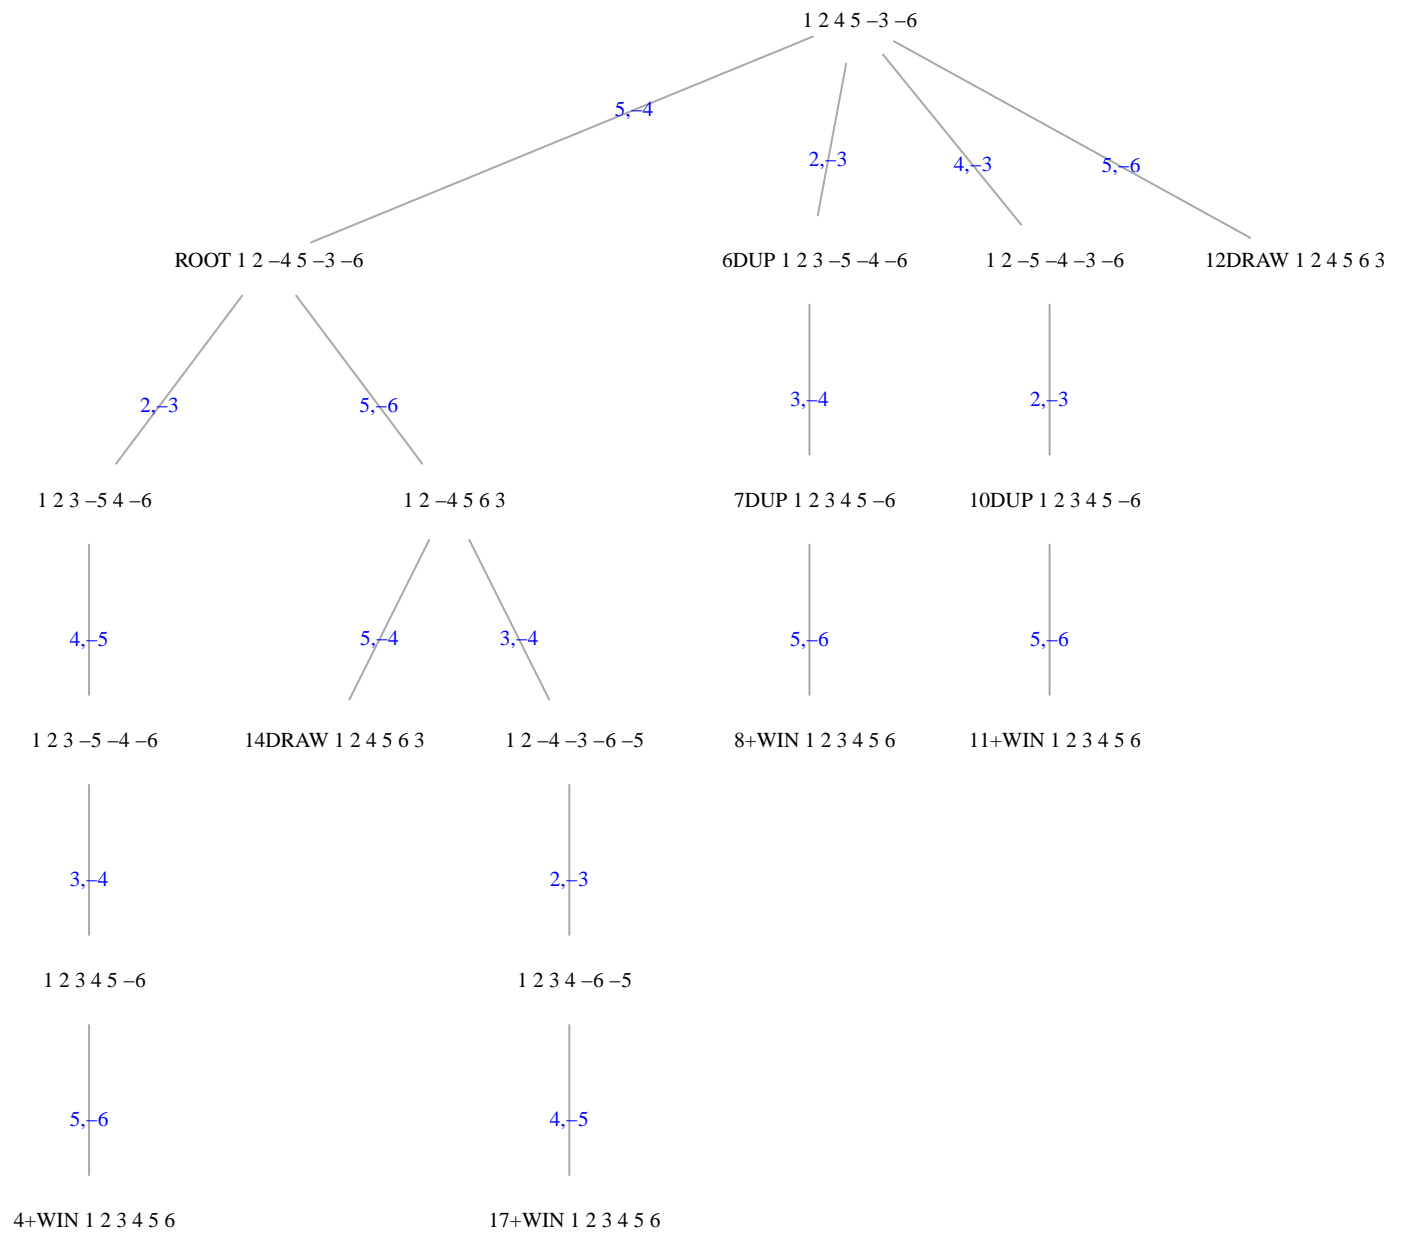 1 2 4 5 −3 −6
5,−4
2,−3
4,−3
5,−6
ROOT 1 2 −4 5 −3 −6
6DUP 1 2 3 −5 −4 −6
1 2 −5 −4 −3 −6
12DRAW 1 2 4 5 6 3
2,−3
5,−6
3,−4
2,−3
1 2 3 −5 4 −6
1 2 −4 5 6 3
7DUP 1 2 3 4 5 −6
10DUP 1 2 3 4 5 −6
4,−5
5,−4
3,−4
5,−6
5,−6
1 2 3 −5 −4 −6
14DRAW 1 2 4 5 6 3
1 2 −4 −3 −6 −5
8+WIN 1 2 3 4 5 6
11+WIN 1 2 3 4 5 6
3,−4
2,−3
1 2 3 4 5 −6
1 2 3 4 −6 −5
5,−6
4,−5
4+WIN 1 2 3 4 5 6
17+WIN 1 2 3 4 5 6